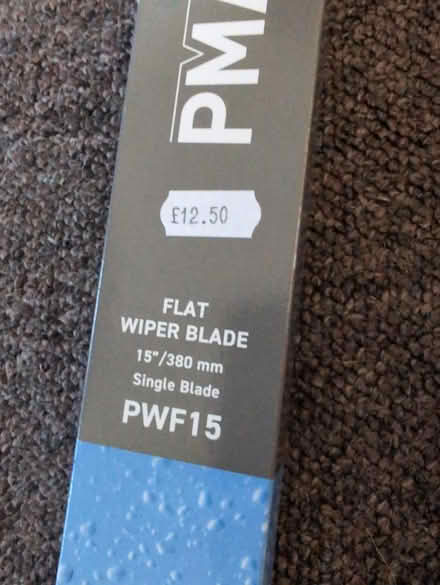 £12.50
FLAT
WIPER BLADE
15"/380 mm
Single Blade
PWF15